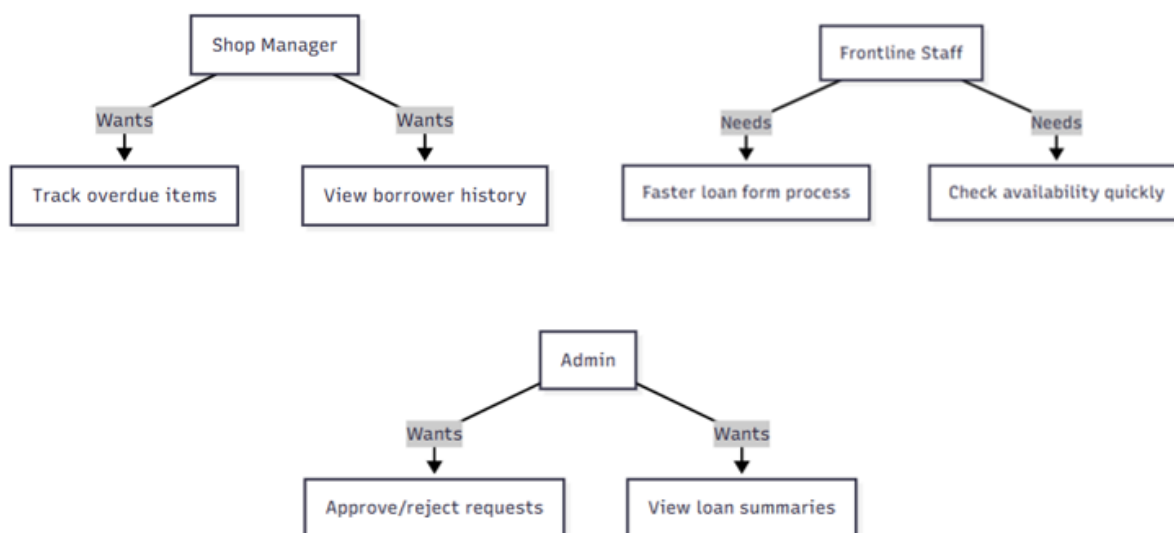 Shop Manager
Frontline Staff
Wants
Wants
Needs
Needs
Track overdue items
View borrower history
Faster loan form process
Check availability quickly
Admin
Wants
Wants
Approve/reject requests
View loan summaries